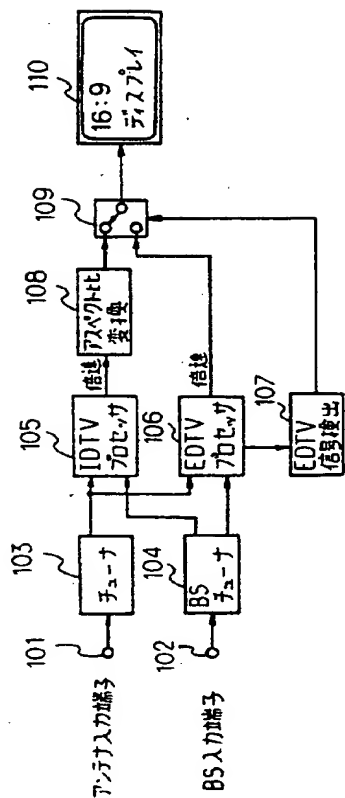 アンテナ入力端子
101
103
チューナ
BS入力端子
102
104
BS
チューナ
105
IDTV
プロセッサ
106
EDTV
プロセッサ
倍速
倍速
108
アスペクト比
変換
107
EDTV
信号検出
109
110
16:9
ディスプレイ